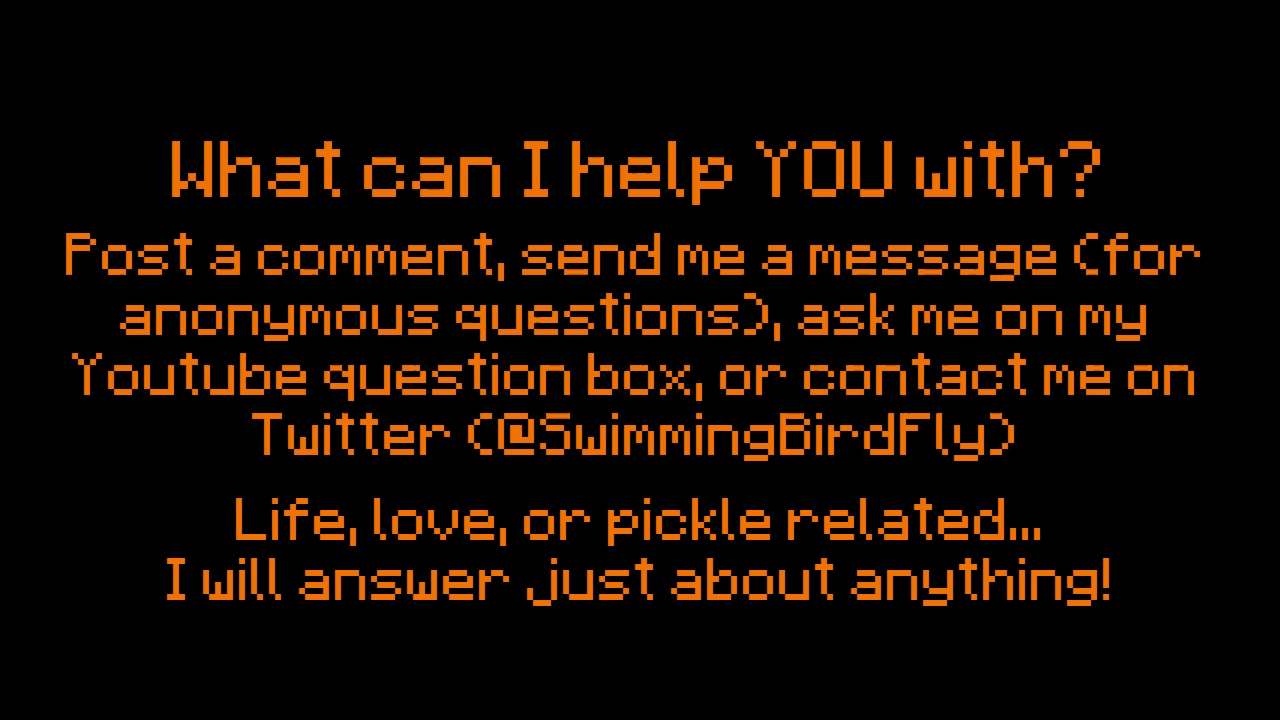 What can I help YOU with?
Post a comment, send me a message (for
anonymous questions), ask me on my
Youtube question box, or contact me on
Twitter (@SwimmingBirdFly)
Life, love, or pickle related...
I will answer just about anything!